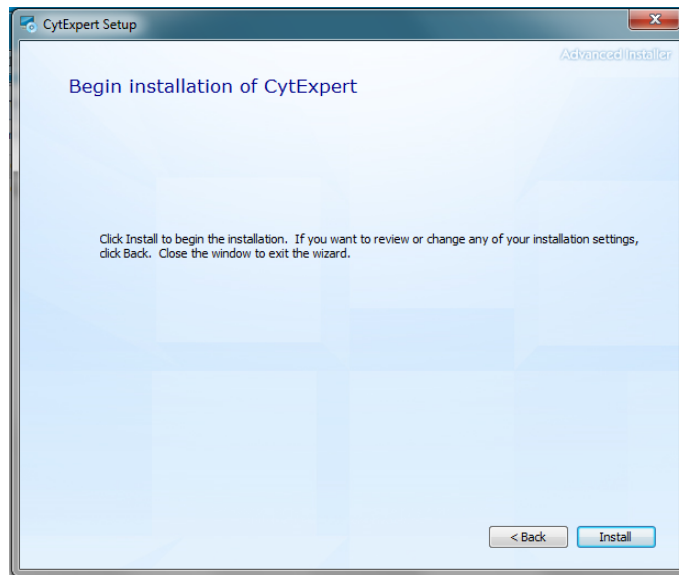 CytExpert Setup
Advanced Installer
Begin installation of CytExpert
Click Install to begin the installation.  If you want to review or change any of your installation settings,
click Back.  Close the window to exit the wizard.
< Back
Install